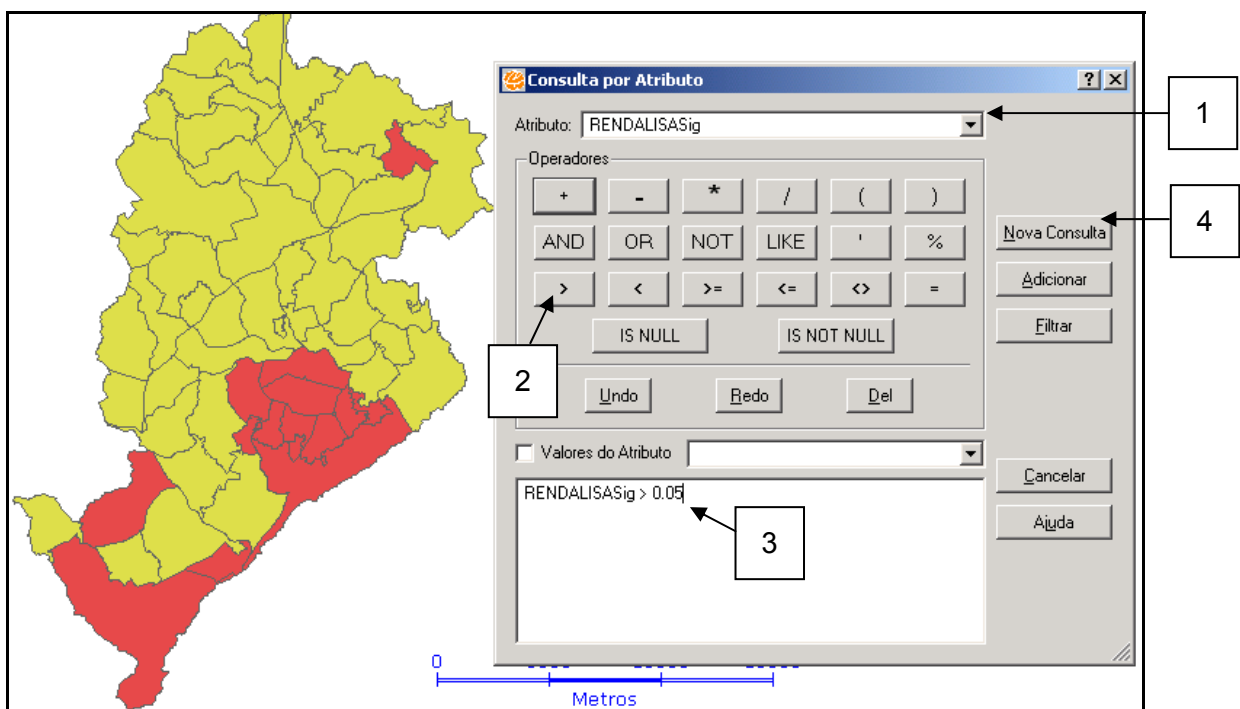 Consulta por Atributo
? X
1
Atributo: RENDALISASig
Operadores
+ - * / ( )
AND OR NOT LIKE ' %
Nova Consulta
4
> < >= <= <> =
Adicionar
IS NULL IS NOT NULL
Filtrar
2
Undo Redo Del
Valores do Atributo
Cancelar
RENDALISASig > 0.05
Ajuda
3
0
Metros